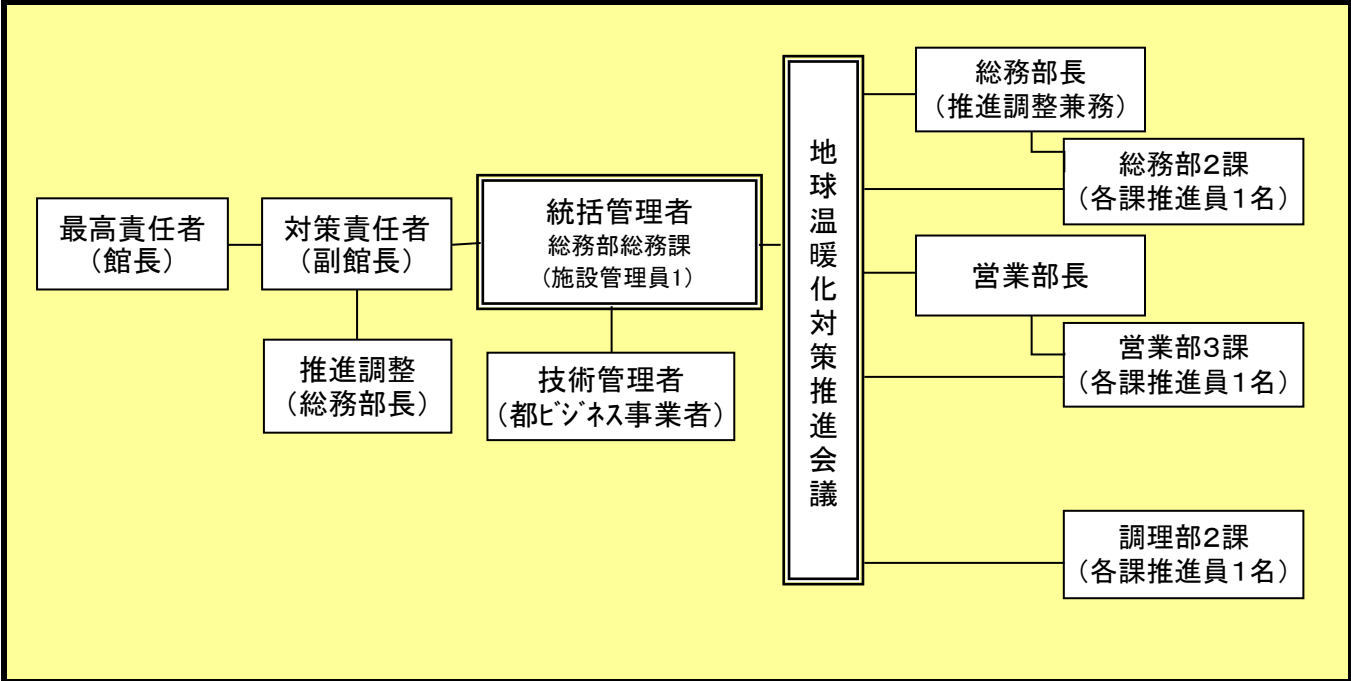 最高責任者
（館長）
対策責任者
（副館長）
推進調整
（総務部長）
統括管理者
総務部総務課
（施設管理員1）
技術管理者
（都ﾋﾞｼﾞﾈｽ事業者）
地球温暖化対策推進会議
総務部長
（推進調整兼務）
総務部２課
（各課推進員１名）
営業部長
営業部３課
（各課推進員１名）
調理部２課
（各課推進員１名）